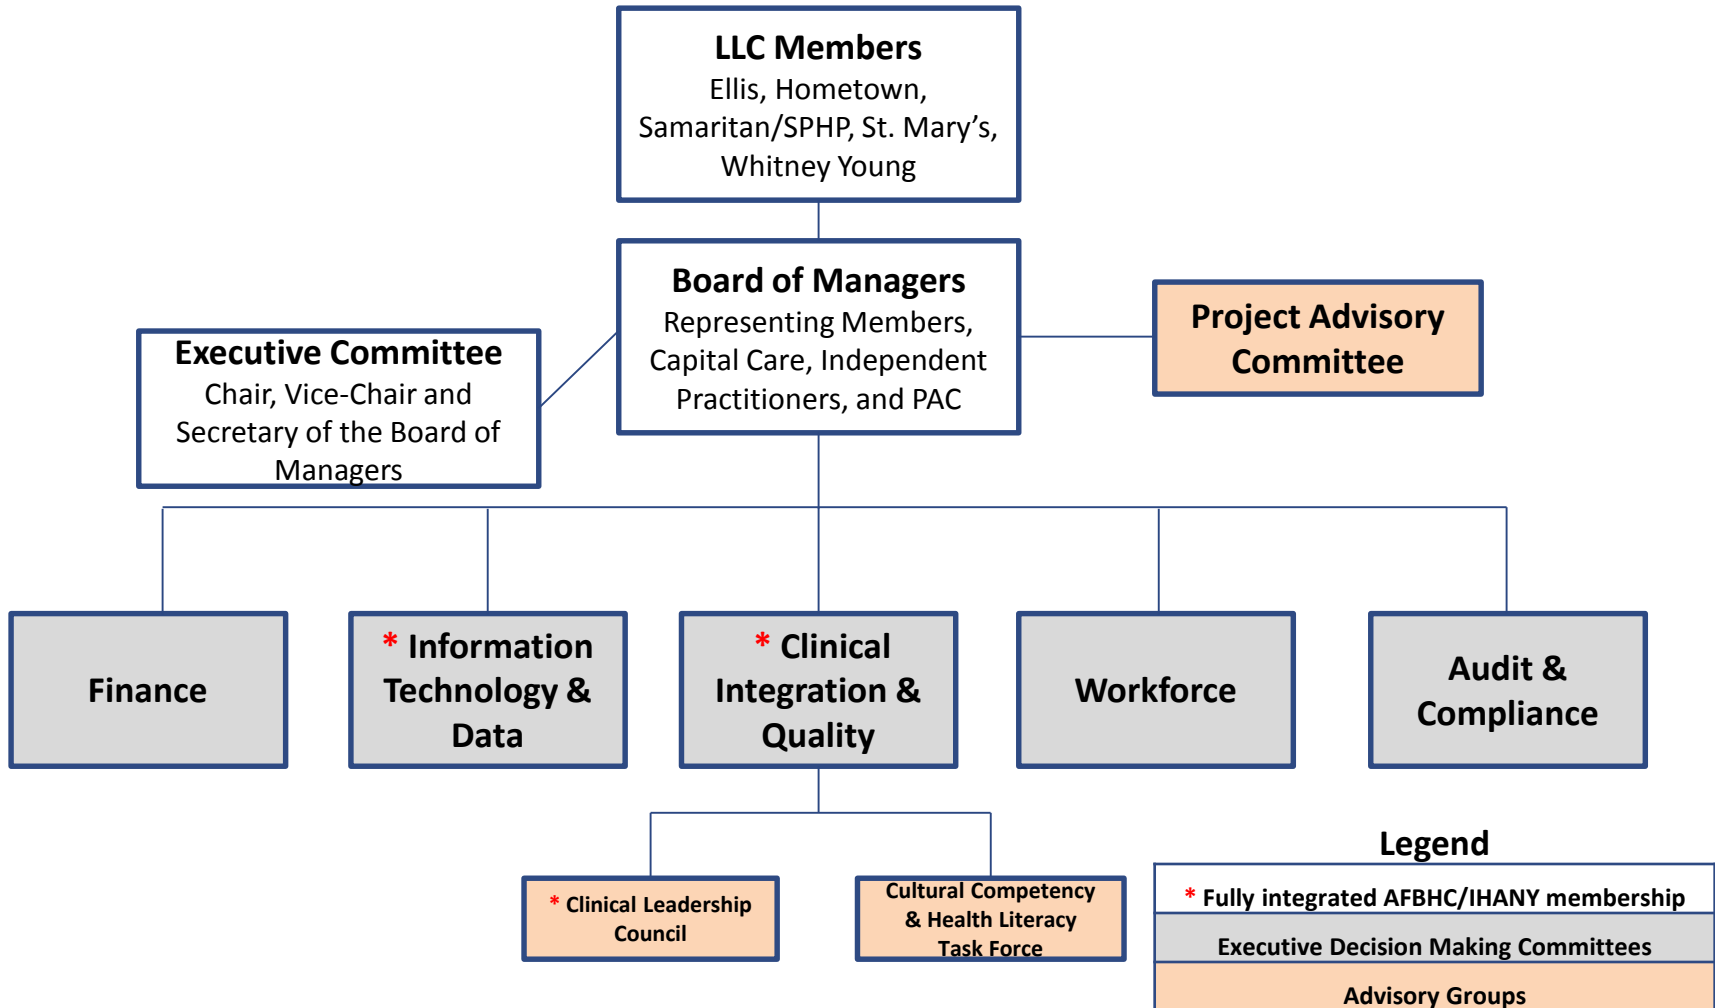 LLC Members
Ellis, Hometown,
Samaritan/SPHP, St. Mary’s,
Whitney Young
Board of Managers
Representing Members,
Capital Care, Independent
Practitioners, and PAC
Project Advisory
Committee
Executive Committee
Chair, Vice-Chair and
Secretary of the Board of
Managers
Finance
* Information
Technology &
Data
* Clinical
Integration &
Quality
Workforce
Audit &
Compliance
* Clinical Leadership
Council
Cultural Competency
& Health Literacy
Task Force
Legend
* Fully integrated AFBHC/IHANY membership
Executive Decision Making Committees
Advisory Groups